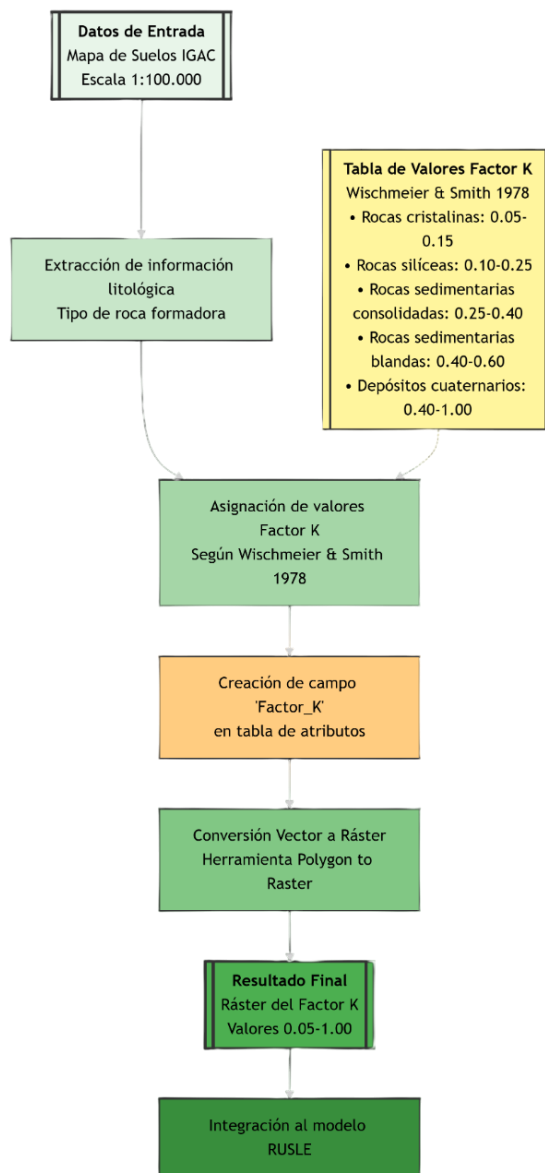 Datos de Entrada
Mapa de Suelos IGAC
Escala 1:100.000
Tabla de Valores Factor K
Wischmeier & Smith 1978
• Rocas cristalinas: 0.05-
0.15
• Rocas silíceas: 0.10-0.25
• Rocas sedimentarias
consolidadas: 0.25-0.40
• Rocas sedimentarias
blandas: 0.40-0.60
• Depósitos cuaternarios:
0.40-1.00
Extracción de información
litológica
Tipo de roca formadora
Asignación de valores
Factor K
Según Wischmeier & Smith
1978
Creación de campo
'Factor_K'
en tabla de atributos
Conversión Vector a Ráster
Herramienta Polygon to
Raster
Resultado Final
Ráster del Factor K
Valores 0.05-1.00
Integración al modelo
RUSLE